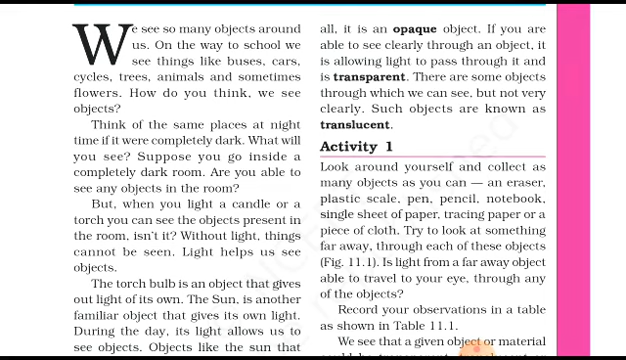 We see so many objects around
us. On the way to school we
see things like buses, cars,
cycles, trees, animals and sometimes
flowers. How do you think, we see
objects?
Think of the same places at night
time if it were completely dark. What will
you see? Suppose you go inside a
completely dark room. Are you able to
see any objects in the room?
But, when you light a candle or a
torch you can see the objects present in
the room, isn't it? Without light, things
cannot be seen. Light helps us see
objects.
The torch bulb is an object that gives
out light of its own. The Sun, is another
familiar object that gives its own light.
During the day, its light allows us to
see objects. Objects like the sun that
all, it is an opaque object. If you are
able to see clearly through an object, it
is allowing light to pass through it and
is transparent. There are some objects
through which we can see, but not very
clearly. Such objects are known as
translucent.
Activity 1
Look around yourself and collect as
many objects as you can — an eraser,
plastic scale, pen, pencil, notebook,
single sheet of paper, tracing paper or a
piece of cloth. Try to look at something
far away, through each of these objects
(Fig. 11.1). Is light from a far away object
able to travel to your eye, through any
of the objects?
Record your observations in a table
as shown in Table 11.1.
We see that a given object or material